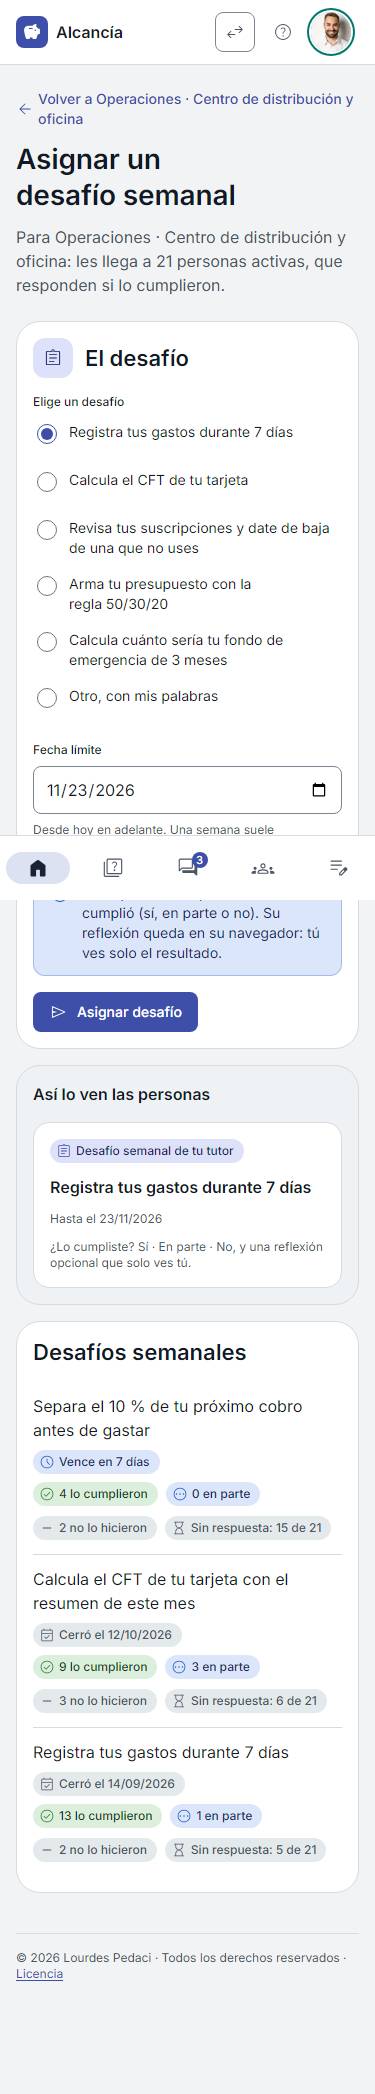 Alcancía
Volver a Operaciones · Centro de distribución y
oficina
Asignar un
desafío semanal
Para Operaciones · Centro de distribución y
oficina: les llega a 21 personas activas, que
responden si lo cumplieron.
El desafío
Elige un desafío
Registra tus gastos durante 7 días
Calcula el CFT de tu tarjeta
Revisa tus suscripciones y date de baja
de una que no uses
Arma tu presupuesto con la
regla 50/30/20
Calcula cuánto sería tu fondo de
emergencia de 3 meses
Otro, con mis palabras
Fecha límite
11/23/2026
Desde hoy en adelante. Una semana suele
3
cumplió (sí, en parte o no). Su
reflexión queda en su navegador: tú
ves solo el resultado.
Asignar desafío
Así lo ven las personas
Desafío semanal de tu tutor
Registra tus gastos durante 7 días
Hasta el 23/11/2026
¿Lo cumpliste? Sí · En parte · No, y una reflexión
opcional que solo ves tú.
Desafíos semanales
Separa el 10 % de tu próximo cobro
antes de gastar
Vence en 7 días
4 lo cumplieron
0 en parte
2 no lo hicieron
Sin respuesta: 15 de 21
Calcula el CFT de tu tarjeta con el
resumen de este mes
Cerró el 12/10/2026
9 lo cumplieron
3 en parte
3 no lo hicieron
Sin respuesta: 6 de 21
Registra tus gastos durante 7 días
Cerró el 14/09/2026
13 lo cumplieron
1 en parte
2 no lo hicieron
Sin respuesta: 5 de 21
© 2026 Lourdes Pedaci · Todos los derechos reservados ·
Licencia